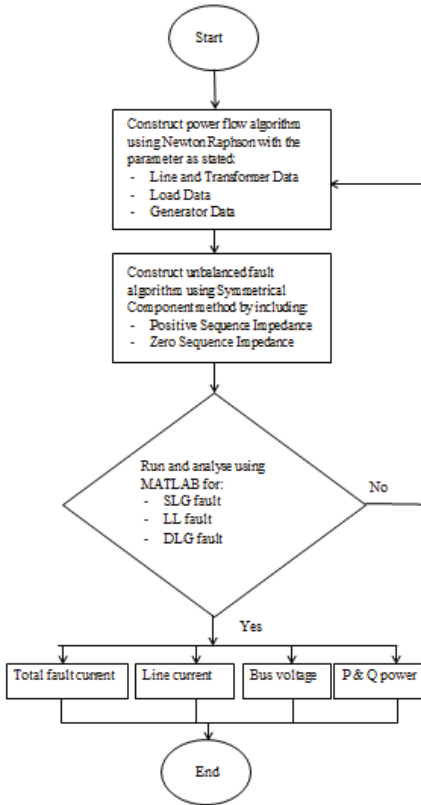 Start
Construct power flow algorithm
using Newton Raphson with the
parameter as stated:
- Line and Transformer Data
- Load Data
- Generator Data
Construct unbalanced fault
algorithm using Symmetrical
Component method by including:
- Positive Sequence Impedance
- Zero Sequence Impedance
Run and analyse using
MATLAB for:
- SLG fault
- LL fault
- DLG fault
No
Yes
Total fault current
Line current
Bus voltage
P & Q power
End